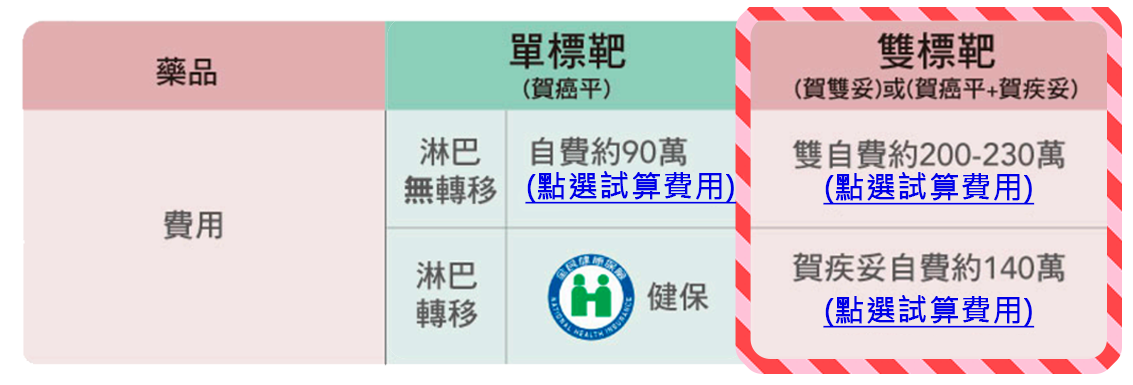 藥品
單標靶
(賀癌平)
雙標靶
(賀雙妥)或(賀癌平+賀疾妥)
費用
淋巴
無轉移
自費約90萬
(點選試算費用)
雙自費約200-230萬
(點選試算費用)
淋巴
轉移
全民健康保險
NATIONAL HEALTH INSURANCE
健保
賀疾妥自費約140萬
(點選試算費用)